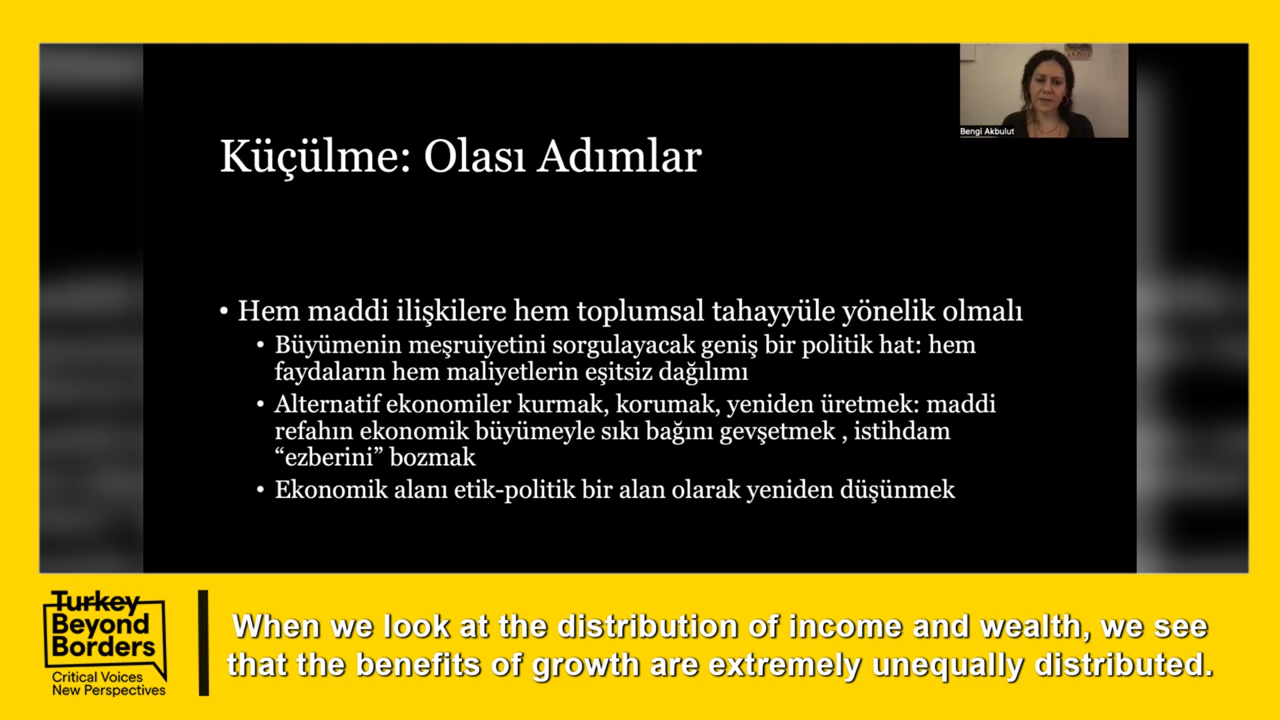 Bengi Akbulut
Küçülme: Olası Adımlar
• Hem maddi ilişkilere hem toplumsal tahayyüle yönelik olmalı
• Büyümenin meşruiyetini sorgulayacak geniş bir politik hat: hem
faydaların hem maliyetlerin eşitsiz dağılımı
• Alternatif ekonomiler kurmak, korumak, yeniden üretmek: maddi
refahın ekonomik büyümeyle sıkı bağını gevşetmek , istihdam
“ezberini” bozmak
• Ekonomik alanı etik-politik bir alan olarak yeniden düşünmek
Turkey
Beyond
Borders
Critical Voices
New Perspectives
When we look at the distribution of income and wealth, we see
that the benefits of growth are extremely unequally distributed.